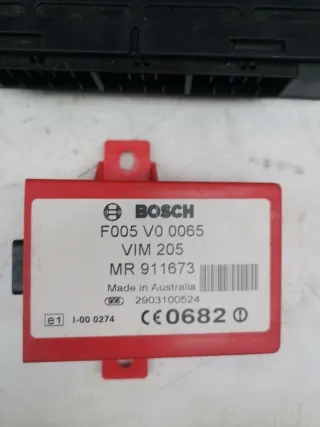 BOSCH
F005 V0 0065
VIM 205
MR 911673
Made in Australia
2903100524
e1 I-00 0274 CE0682